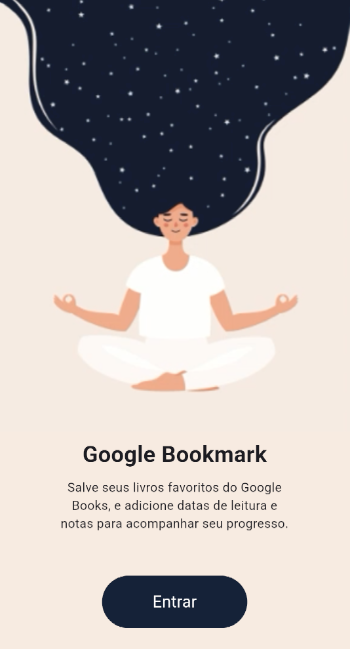 Google Bookmark
Salve seus livros favoritos do Google
Books, e adicione datas de leitura e
notas para acompanhar seu progresso.
Entrar